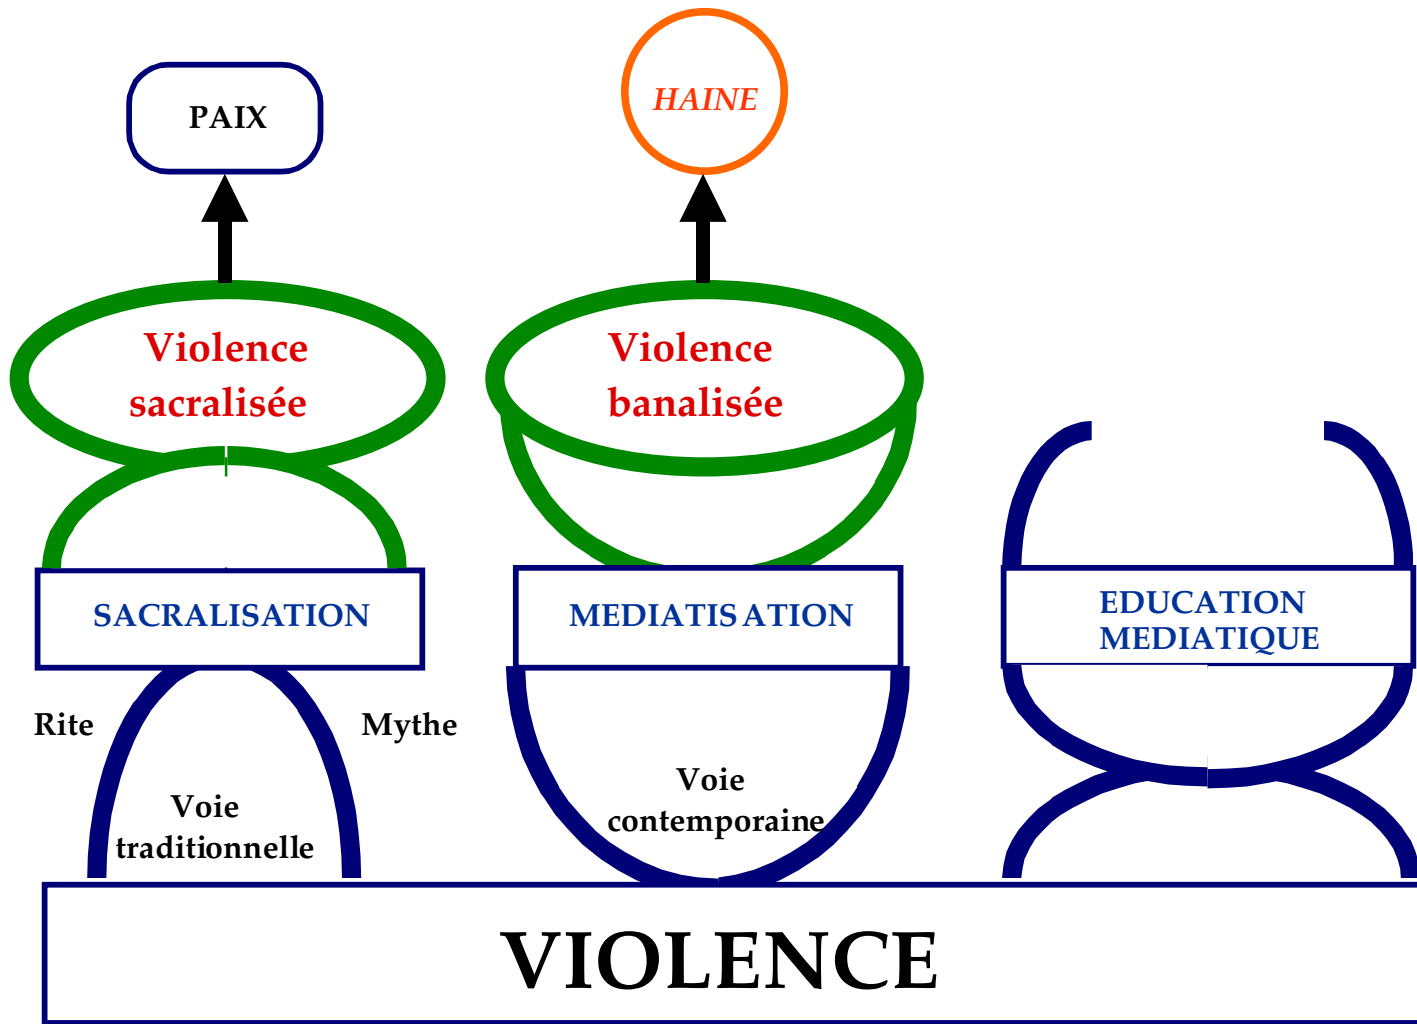 PAIX
HAINE
Violence
sacralisée
Violence
banalisée
SACRALISATION
MEDIATISATION
EDUCATION
MEDIATIQUE
Rite
Mythe
Voie
traditionnelle
Voie
contemporaine
VIOLENCE